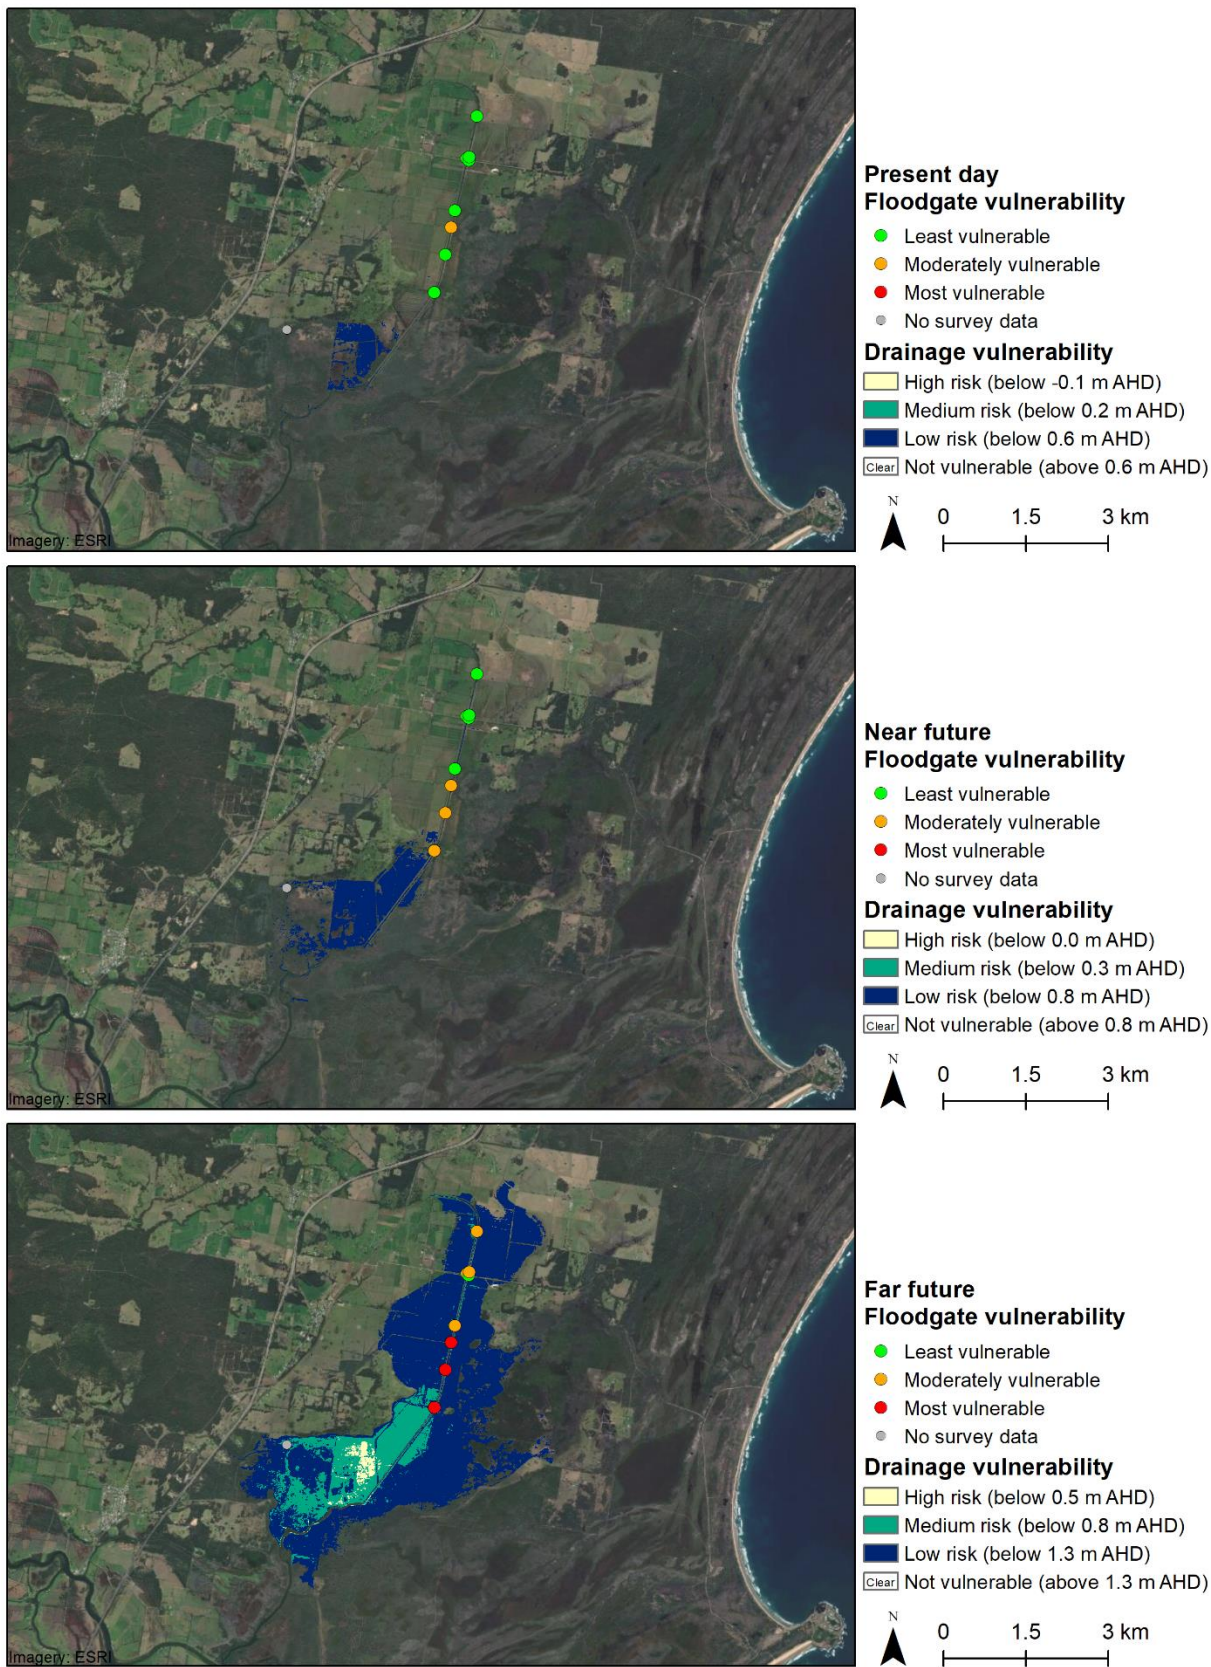 Present day
Floodgate vulnerability
Least vulnerable
Moderately vulnerable
Most vulnerable
No survey data
Drainage vulnerability
High risk (below -0.1 m AHD)
Medium risk (below 0.2 m AHD)
Low risk (below 0.6 m AHD)
Clear Not vulnerable (above 0.6 m AHD)
N
0 1.5 3 km
Imagery: ESRI
Near future
Floodgate vulnerability
Least vulnerable
Moderately vulnerable
Most vulnerable
No survey data
Drainage vulnerability
High risk (below 0.0 m AHD)
Medium risk (below 0.3 m AHD)
Low risk (below 0.8 m AHD)
Clear Not vulnerable (above 0.8 m AHD)
N
0 1.5 3 km
Imagery: ESRI
Far future
Floodgate vulnerability
Least vulnerable
Moderately vulnerable
Most vulnerable
No survey data
Drainage vulnerability
High risk (below 0.5 m AHD)
Medium risk (below 0.8 m AHD)
Low risk (below 1.3 m AHD)
Clear Not vulnerable (above 1.3 m AHD)
N
0 1.5 3 km
Imagery: ESRI